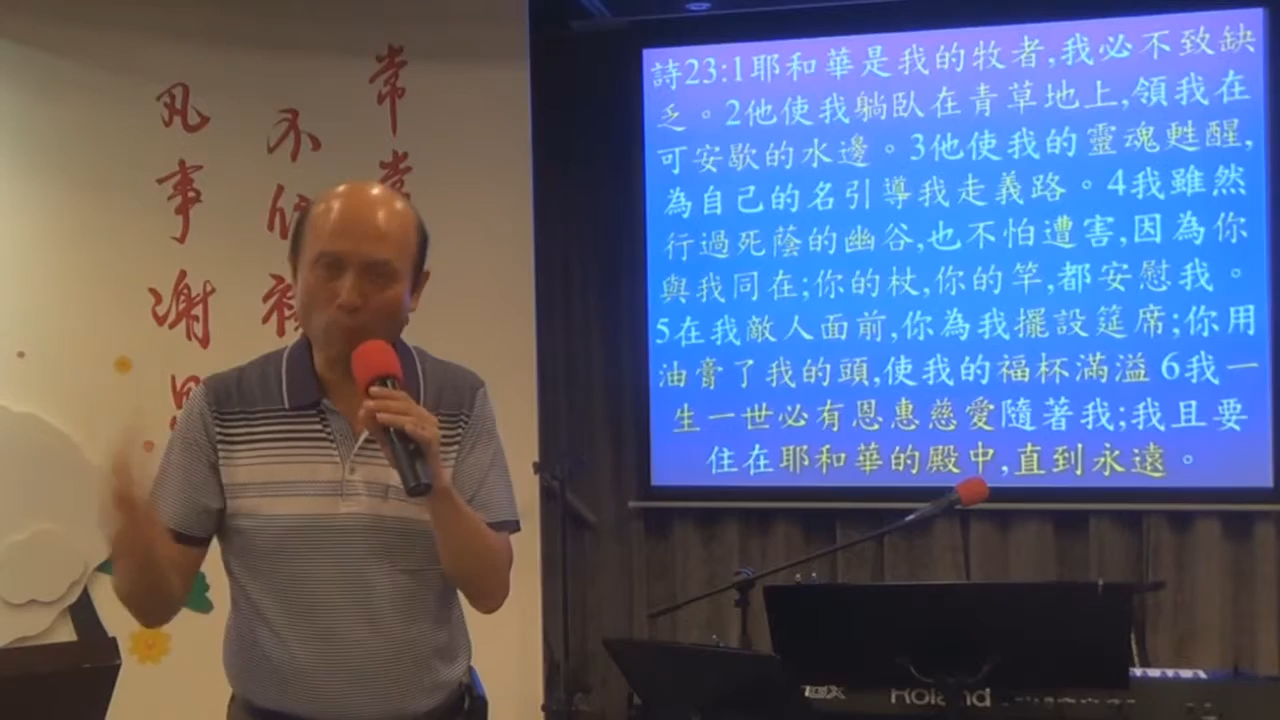 常常
不住禱
凡事謝恩
詩23:1耶和華是我的牧者,我必不致缺
乏。2他使我躺臥在青草地上,領我在
可安歇的水邊。3他使我的靈魂甦醒,
為自己的名引導我走義路。4我雖然
行過死蔭的幽谷,也不怕遭害,因為你
與我同在;你的杖,你的竿,都安慰我。
5在我敵人面前,你為我擺設筵席;你用
油膏了我的頭,使我的福杯滿溢 6我一
生一世必有恩惠慈愛隨著我;我且要
住在耶和華的殿中,直到永遠。
Roland